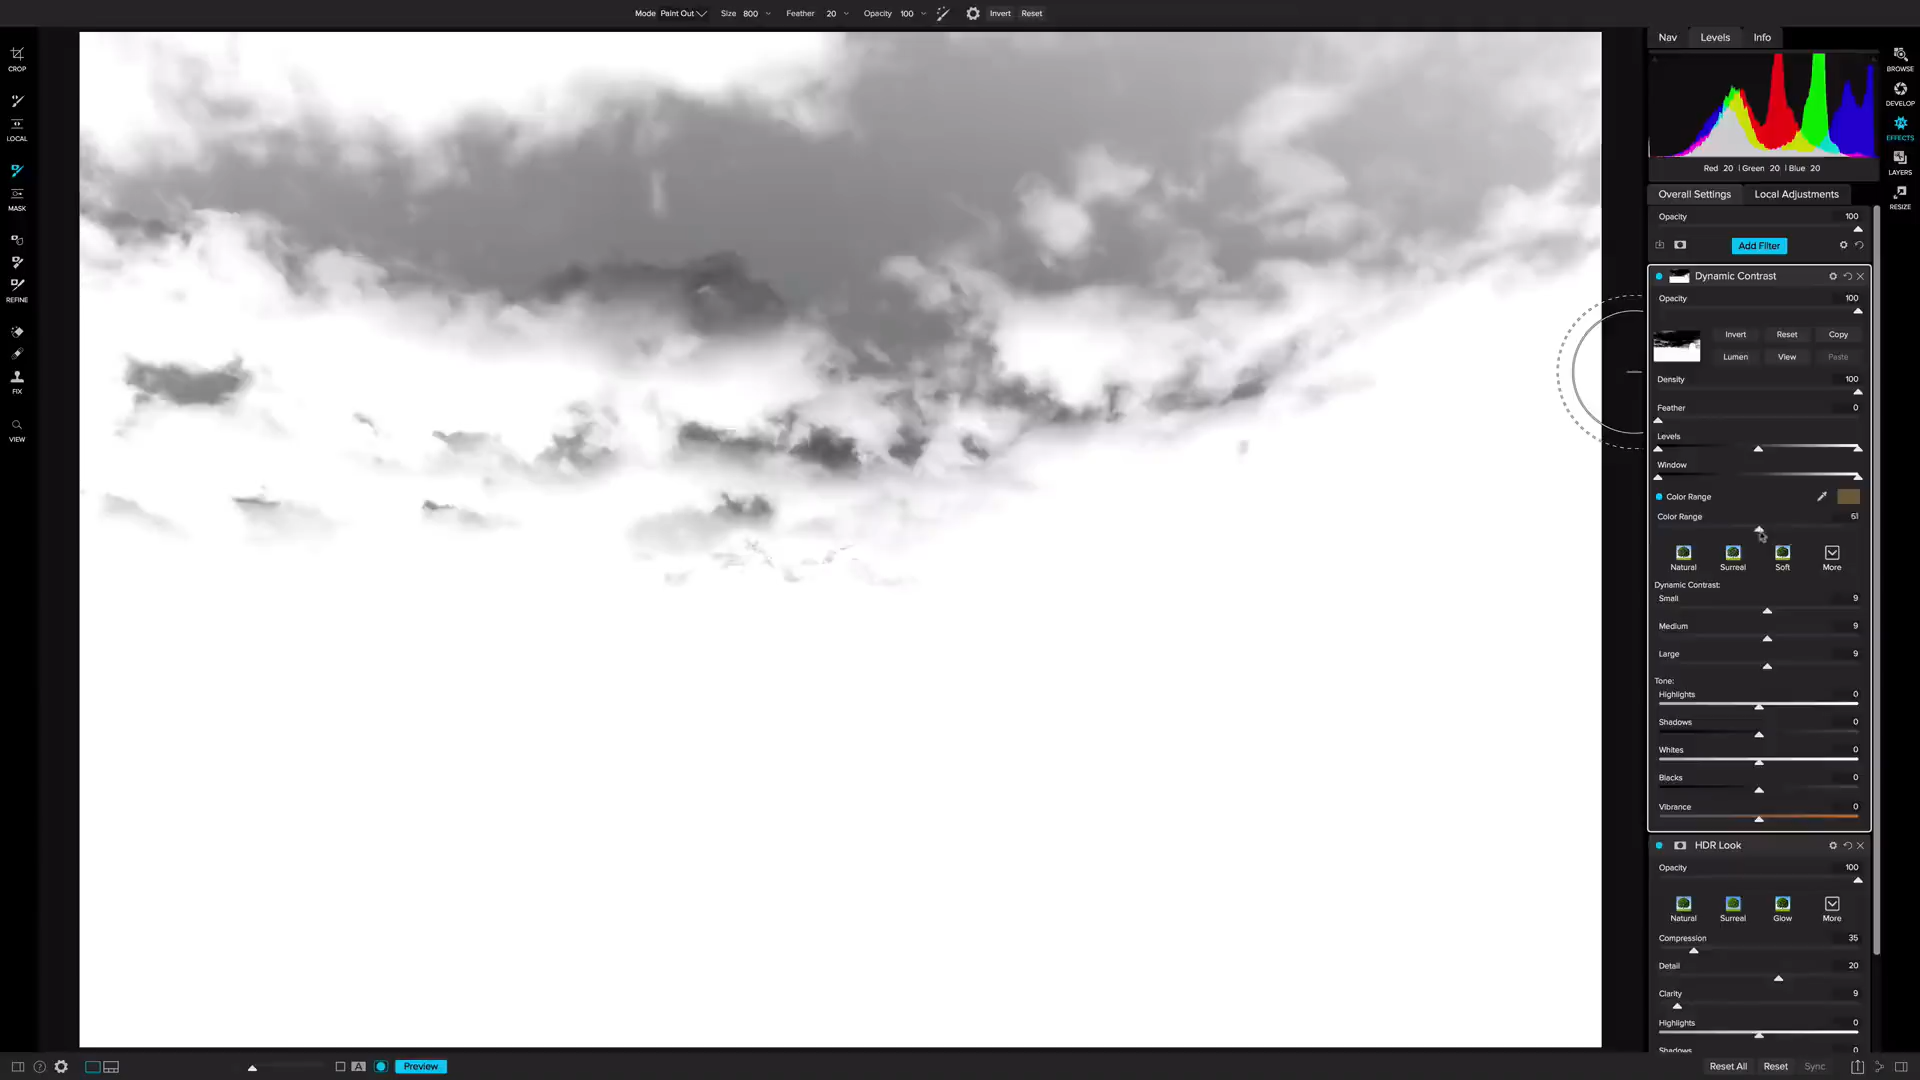 Mode Paint Out Size 800 Feather 20 Opacity 100 Invert Reset
Nav Levels Info
CROP
LOCAL
MASK
REFINE
FIX
VIEW
BROWSE
DEVELOP
EFFECTS
LAYERS
RESIZE
Red 20 | Green 20 | Blue 20
Overall Settings Local Adjustments
Opacity 100
Add Filter
Dynamic Contrast
Opacity 100
Invert Reset Copy
Lumen View Paste
Density 100
Feather 0
Levels
Window
Color Range
Color Range 51
Natural Surreal Soft More
Dynamic Contrast:
Small 9
Medium 9
Large 9
Tone:
Highlights 0
Shadows 0
Whites 0
Blacks 0
Vibrance 0
HDR Look
Opacity 100
Natural Surreal Glow More
Compression 35
Detail 20
Clarity 9
Highlights 0
Shadows 0
A Preview
Reset All Reset Sync